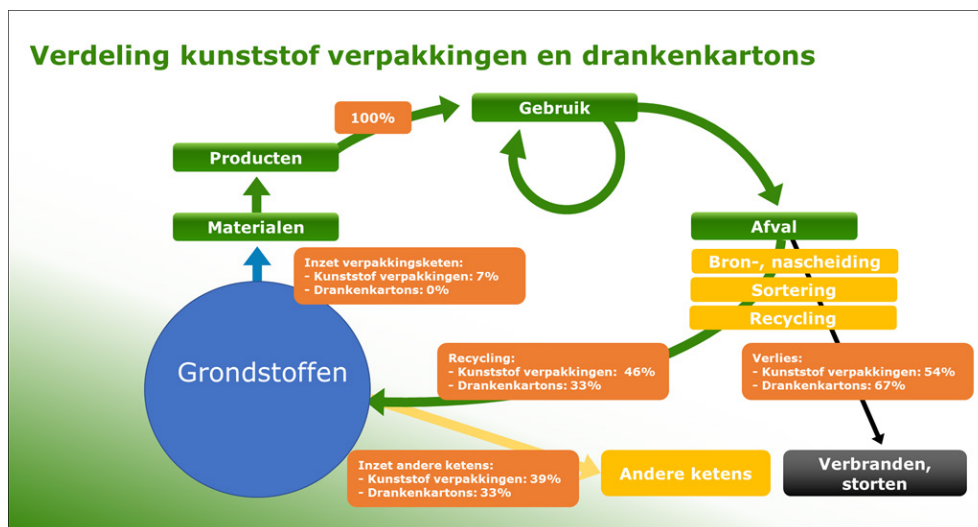 Verdeling kunststof verpakkingen en drankenkartons
100%
Gebruik
Producten
Materialen
Afval
Inzet verpakkingsketen:
- Kunststof verpakkingen: 7%
- Drankenkartons: 0%
Bron-, nascheiding
Sortering
Recycling
Grondstoffen
Recycling:
- Kunststof verpakkingen: 46%
- Drankenkartons: 33%
Verlies:
- Kunststof verpakkingen: 54%
- Drankenkartons: 67%
Inzet andere ketens:
- Kunststof verpakkingen: 39%
- Drankenkartons: 33%
Andere ketens
Verbranden,
storten